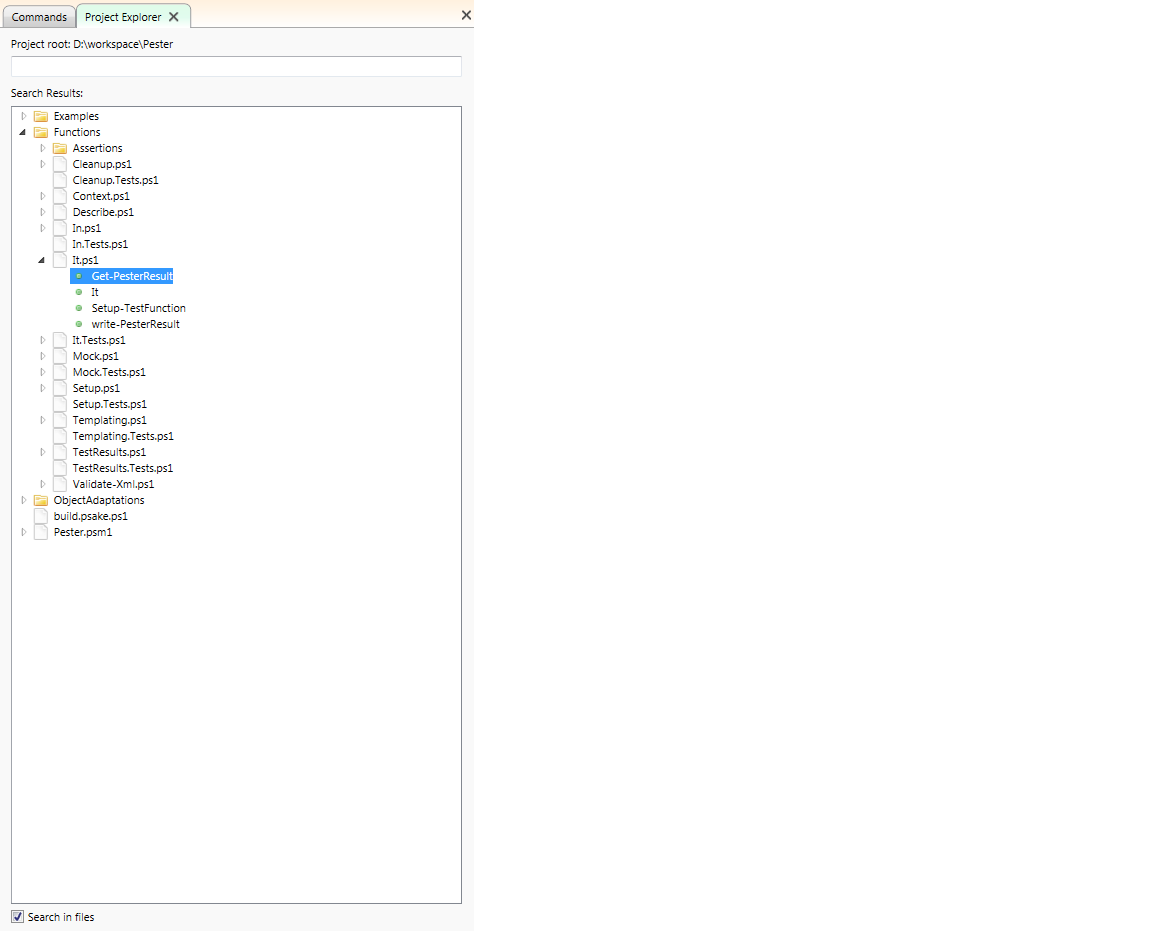 Commands Project Explorer
Project root: D:\workspace\Pester
Search Results:
Examples
Functions
Assertions
Cleanup.ps1
Cleanup.Tests.ps1
Context.ps1
Describe.ps1
In.ps1
In.Tests.ps1
It.ps1
Get-PesterResult
It
Setup-TestFunction
write-PesterResult
It.Tests.ps1
Mock.ps1
Mock.Tests.ps1
Setup.ps1
Setup.Tests.ps1
Templating.ps1
Templating.Tests.ps1
TestResults.ps1
TestResults.Tests.ps1
Validate-Xml.ps1
ObjectAdaptations
build.psake.ps1
Pester.psm1
Search in files